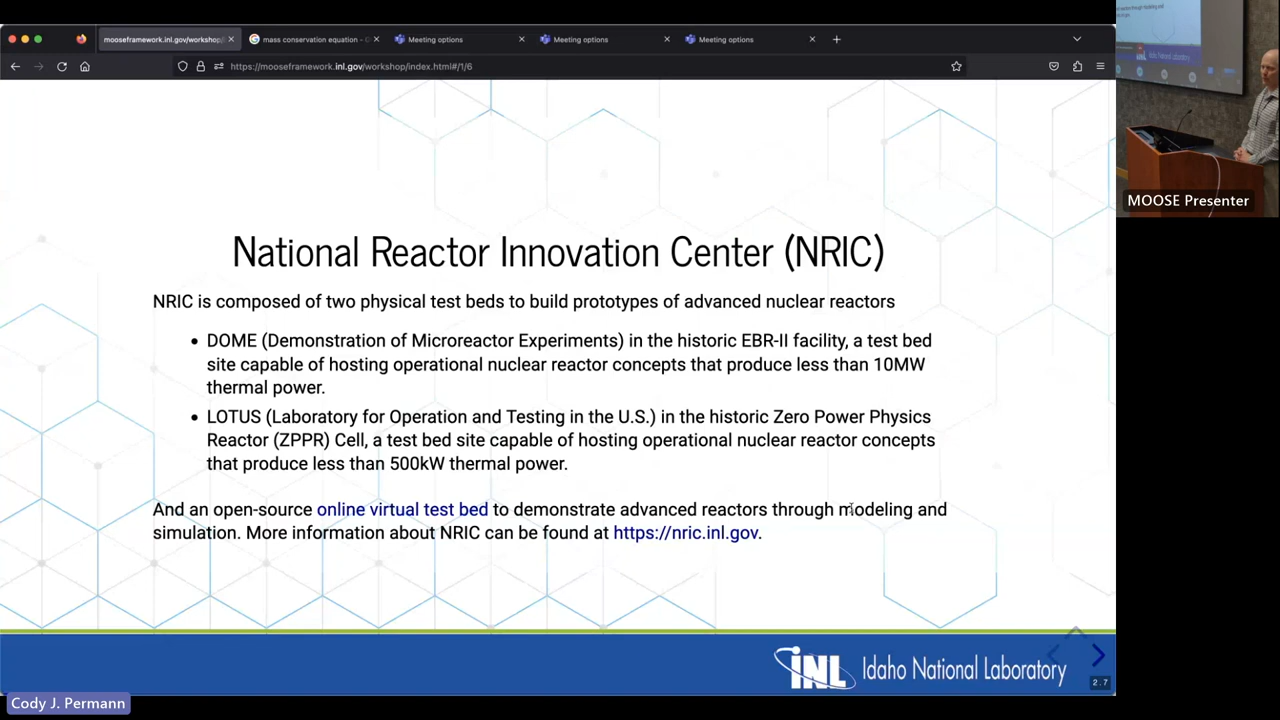 mooseframework.inl.gov/workshop/
mass conservation equation - G
Meeting options
Meeting options
Meeting options
https://mooseframework.inl.gov/workshop/index.html#/1/6
MOOSE Presenter
National Reactor Innovation Center (NRIC)
NRIC is composed of two physical test beds to build prototypes of advanced nuclear reactors
• DOME (Demonstration of Microreactor Experiments) in the historic EBR-II facility, a test bed
site capable of hosting operational nuclear reactor concepts that produce less than 10MW
thermal power.
• LOTUS (Laboratory for Operation and Testing in the U.S.) in the historic Zero Power Physics
Reactor (ZPPR) Cell, a test bed site capable of hosting operational nuclear reactor concepts
that produce less than 500kW thermal power.
And an open-source online virtual test bed to demonstrate advanced reactors through modeling and
simulation. More information about NRIC can be found at https://nric.inl.gov.
INL Idaho National Laboratory
2.7
Cody J. Permann